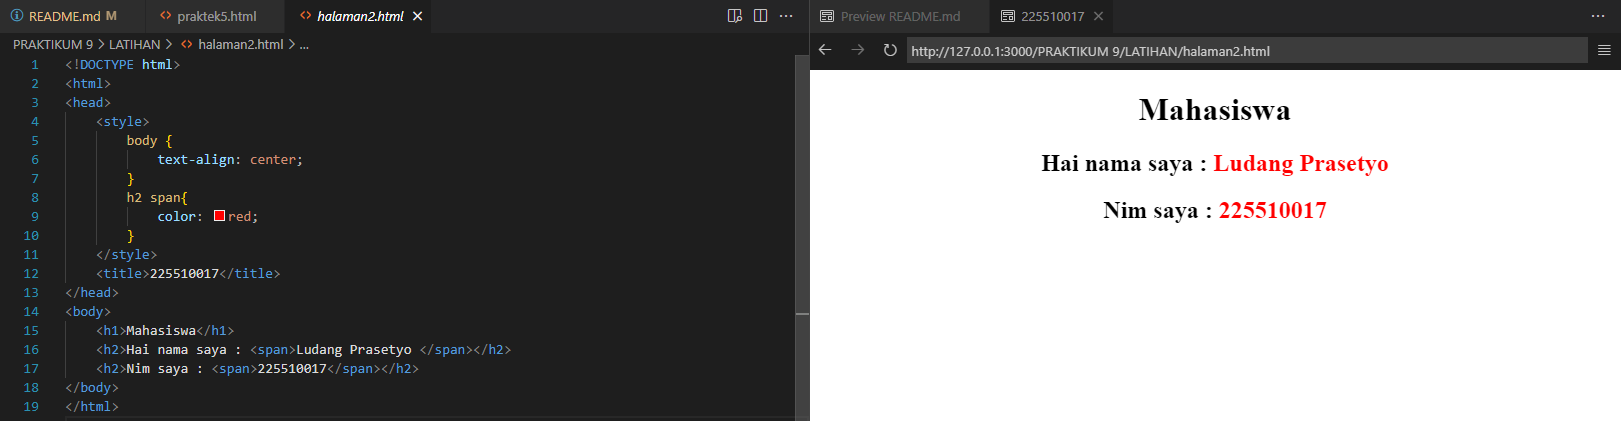 README.md M praktek5.html halaman2.html
PRAKTIKUM 9 > LATIHAN > halaman2.html > ...
1 <!DOCTYPE html>
2 <html>
3 <head>
4 <style>
5 body {
6 text-align: center;
7 }
8 h2 span{
9 color: red;
10 }
11 </style>
12 <title>225510017</title>
13 </head>
14 <body>
15 <h1>Mahasiswa</h1>
16 <h2>Hai nama saya : <span>Ludang Prasetyo </span></h2>
17 <h2>Nim saya : <span>225510017</span></h2>
18 </body>
19 </html>
Preview README.md 225510017
http://127.0.0.1:3000/PRAKTIKUM 9/LATIHAN/halaman2.html
Mahasiswa
Hai nama saya : Ludang Prasetyo
Nim saya : 225510017